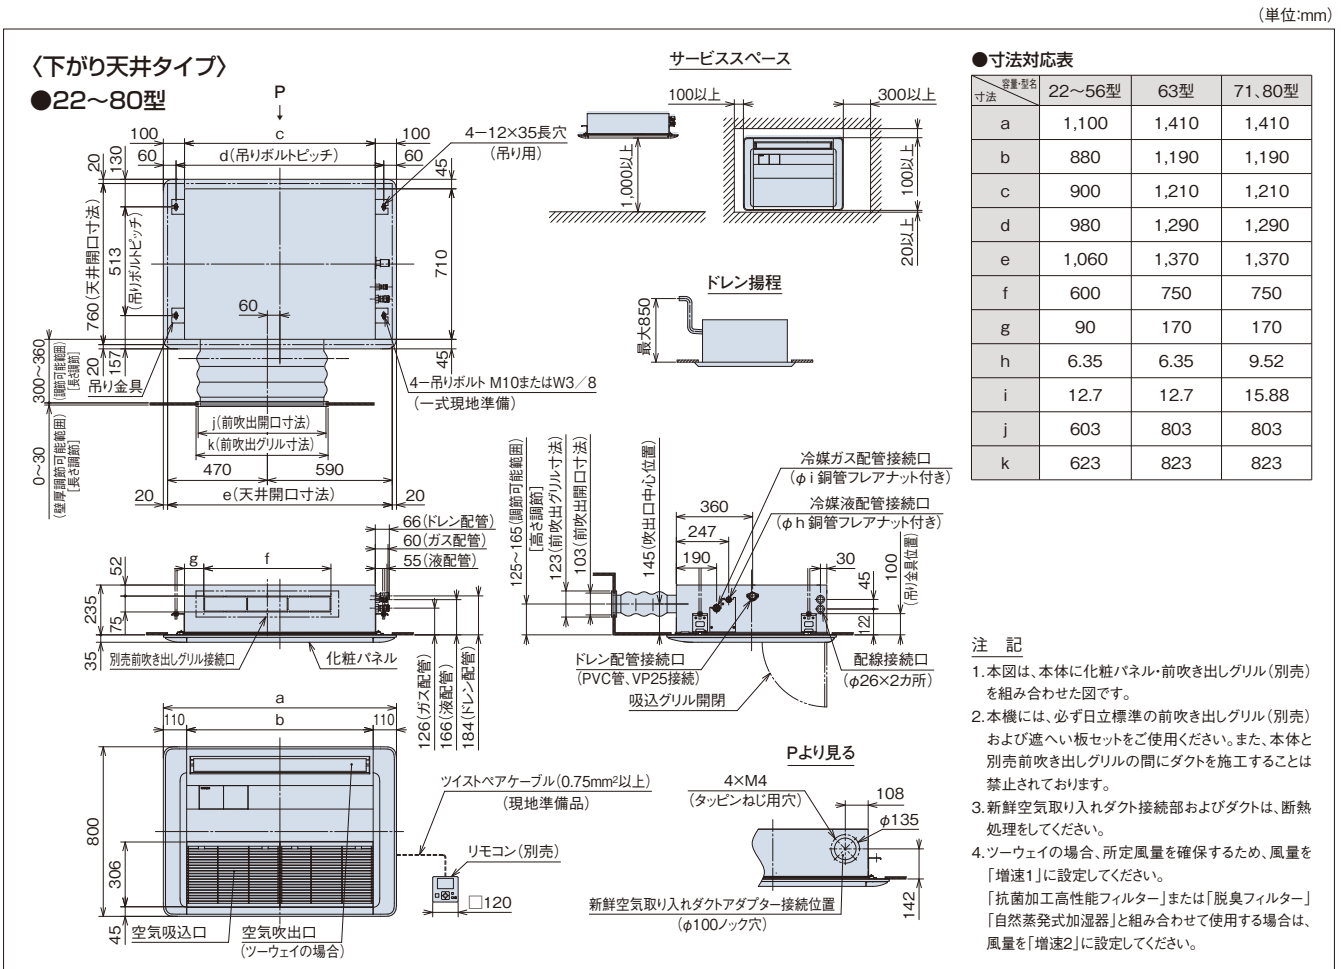 (単位:mm)
〈下がり天井タイプ〉
●22〜80型
P
100
c
100
60
d(吊りボルトピッチ)
60
4−12×35長穴
(吊り用)
20
130
45
760(天井開口寸法)
513
(吊りボルトピッチ)
710
60
20
157
45
300〜360
(調節可能範囲)
[長さ調節]
吊り金具
4−吊りボルト M10またはW3／8
(一式現地準備)
0〜30
(壁厚調節可能範囲)
[長さ調節]
j(前吹出開口寸法)
k(前吹出グリル寸法)
470
590
20
e(天井開口寸法)
20
66(ドレン配管)
60(ガス配管)
55(液配管)
g
f
52
235
75
35
別売前吹き出しグリル接続口
化粧パネル
126(ガス配管)
166(液配管)
184(ドレン配管)
a
110
b
110
800
306
45
空気吸込口
空気吹出口
(ツーウェイの場合)
ツイストペアケーブル(0.75mm²以上)
(現地準備品)
リモコン(別売)
□120
サービススペース
100以上
300以上
1,000以上
100以上
20以上
ドレン揚程
最大850
125〜165(調節可能範囲)
[高さ調節]
123(前吹出グリル寸法)
103(前吹出開口寸法)
145(吹出口中心位置)
冷媒ガス配管接続口
(φi銅管フレアナット付き)
冷媒液配管接続口
(φh銅管フレアナット付き)
360
247
190
30
45
100
(吊り金具位置)
122
ドレン配管接続口
(PVC管、VP25接続)
吸込グリル開閉
配線接続口
(φ26×2カ所)
Pより見る
4×M4
(タッピンねじ用穴)
108
φ135
142
新鮮空気取り入れダクトアダプター接続位置
(φ100ノック穴)
●寸法対応表
寸法 容量・型名 22〜56型 63型 71、80型
a 1,100 1,410 1,410
b 880 1,190 1,190
c 900 1,210 1,210
d 980 1,290 1,290
e 1,060 1,370 1,370
f 600 750 750
g 90 170 170
h 6.35 6.35 9.52
i 12.7 12.7 15.88
j 603 803 803
k 623 823 823
注　記
1.本図は、本体に化粧パネル・前吹き出しグリル(別売)
を組み合わせた図です。
2.本機には、必ず日立標準の前吹き出しグリル(別売)
および遮へい板セットをご使用ください。また、本体と
別売前吹き出しグリルの間にダクトを施工することは
禁止されております。
3.新鮮空気取り入れダクト接続部およびダクトは、断熱
処理をしてください。
4.ツーウェイの場合、所定風量を確保するため、風量を
「増速1」に設定してください。
「抗菌加工高性能フィルター」または「脱臭フィルター」
「自然蒸発式加湿器」と組み合わせて使用する場合は、
風量を「増速2」に設定してください。